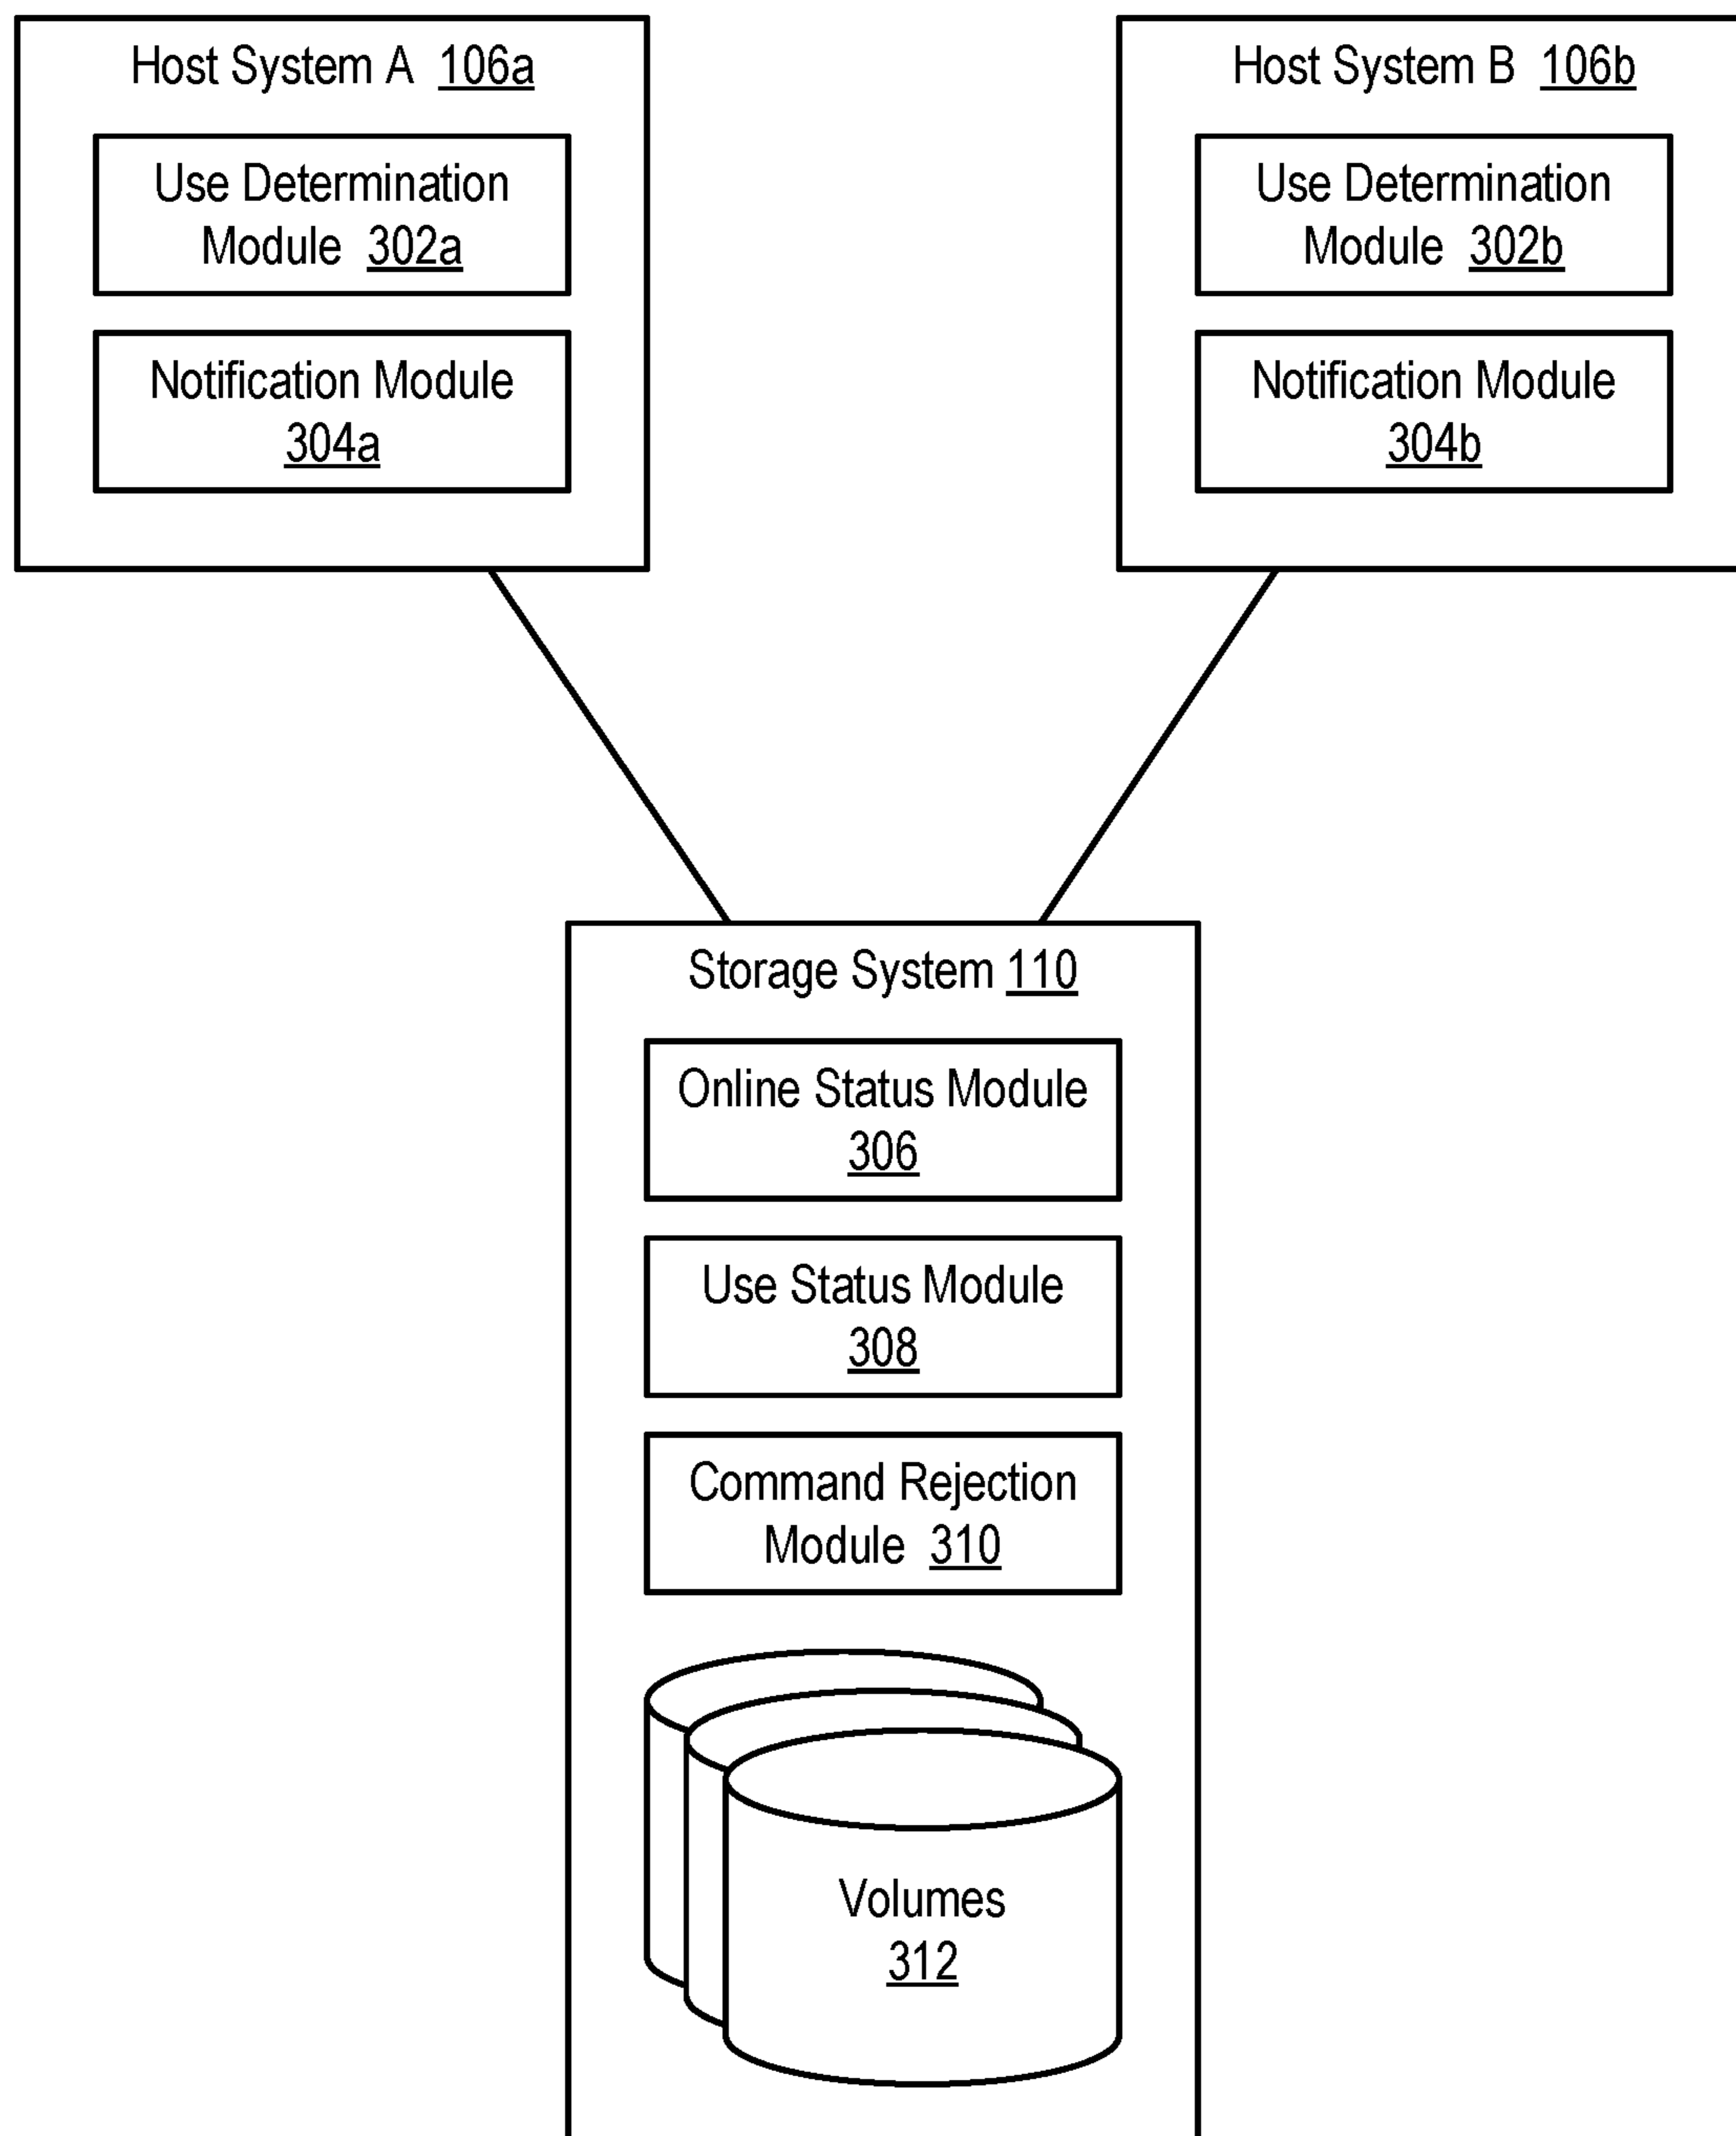 Host System A 106a
Use Determination
Module 302a
Notification Module
304a
Host System B 106b
Use Determination
Module 302b
Notification Module
304b
Storage System 110
Online Status Module
306
Use Status Module
308
Command Rejection
Module 310
Volumes
312